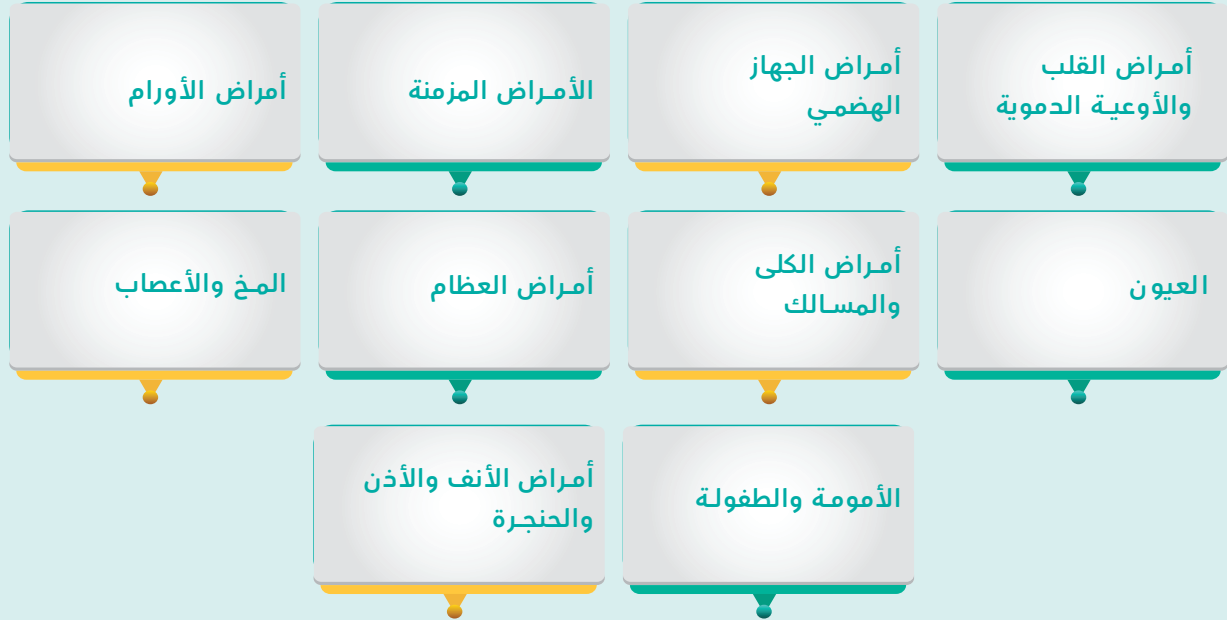 أمراض القلب
والأوعية الدموية
أمراض الجهاز
الهضمي
الأمراض المزمنة
أمراض الأورام
العيون
أمراض الكلى
والمسالك
أمراض العظام
المخ والأعصاب
الأمومة والطفولة
أمراض الأنف والأذن
والحنجرة